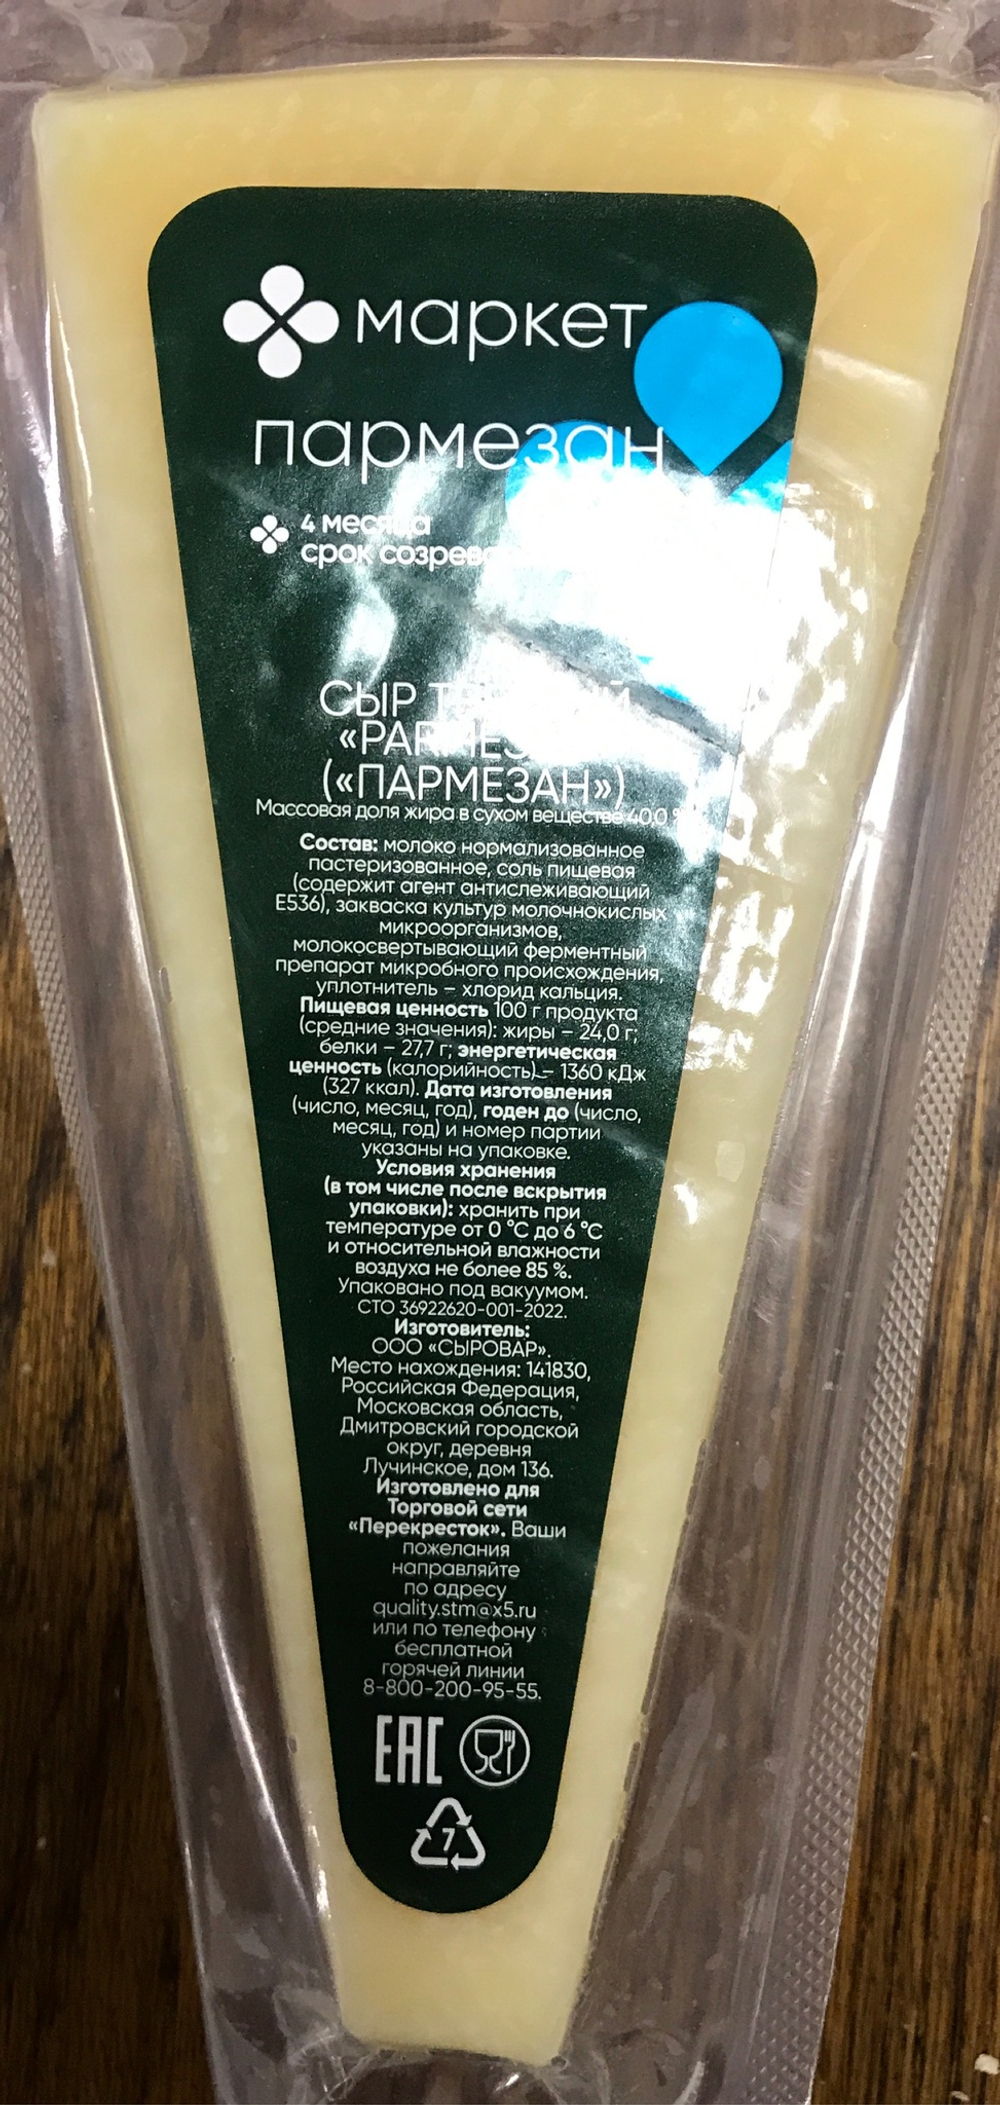 маркет
пармезан
4 месяца
срок
СЫР
(«ПАРМЕЗАН»)
Массовая доля жира в сухом веществе 40,0 %
Состав: молоко нормализованное
пастеризованное, соль пищевая
(содержит агент антислеживающий
Е536), закваска культур молочнокислых
микроорганизмов,
молокосвертывающий ферментный
препарат микробного происхождения,
уплотнитель – хлорид кальция.
Пищевая ценность 100 г продукта
(средние значения): жиры – 24,0 г;
белки – 27,7 г; энергетическая
ценность (калорийность) – 1360 кДж
(327 ккал). Дата изготовления
(число, месяц, год), годен до (число,
месяц, год) и номер партии
указаны на упаковке.
Условия хранения
(в том числе после вскрытия
упаковки): хранить при
температуре от 0 °С до 6 °С
и относительной влажности
воздуха не более 85 %.
Упаковано под вакуумом.
СТО 36922620-001-2022.
Изготовитель:
ООО «СЫРОВАР».
Место нахождения: 141830,
Российская Федерация,
Московская область,
Дмитровский городской
округ, деревня
Лучинское, дом 136.
Изготовлено для
Торговой сети
«Перекресток». Ваши
пожелания
направляйте
по адресу
quality.stm@x5.ru
или по телефону
бесплатной
горячей линии
8-800-200-95-55.
EAC
7